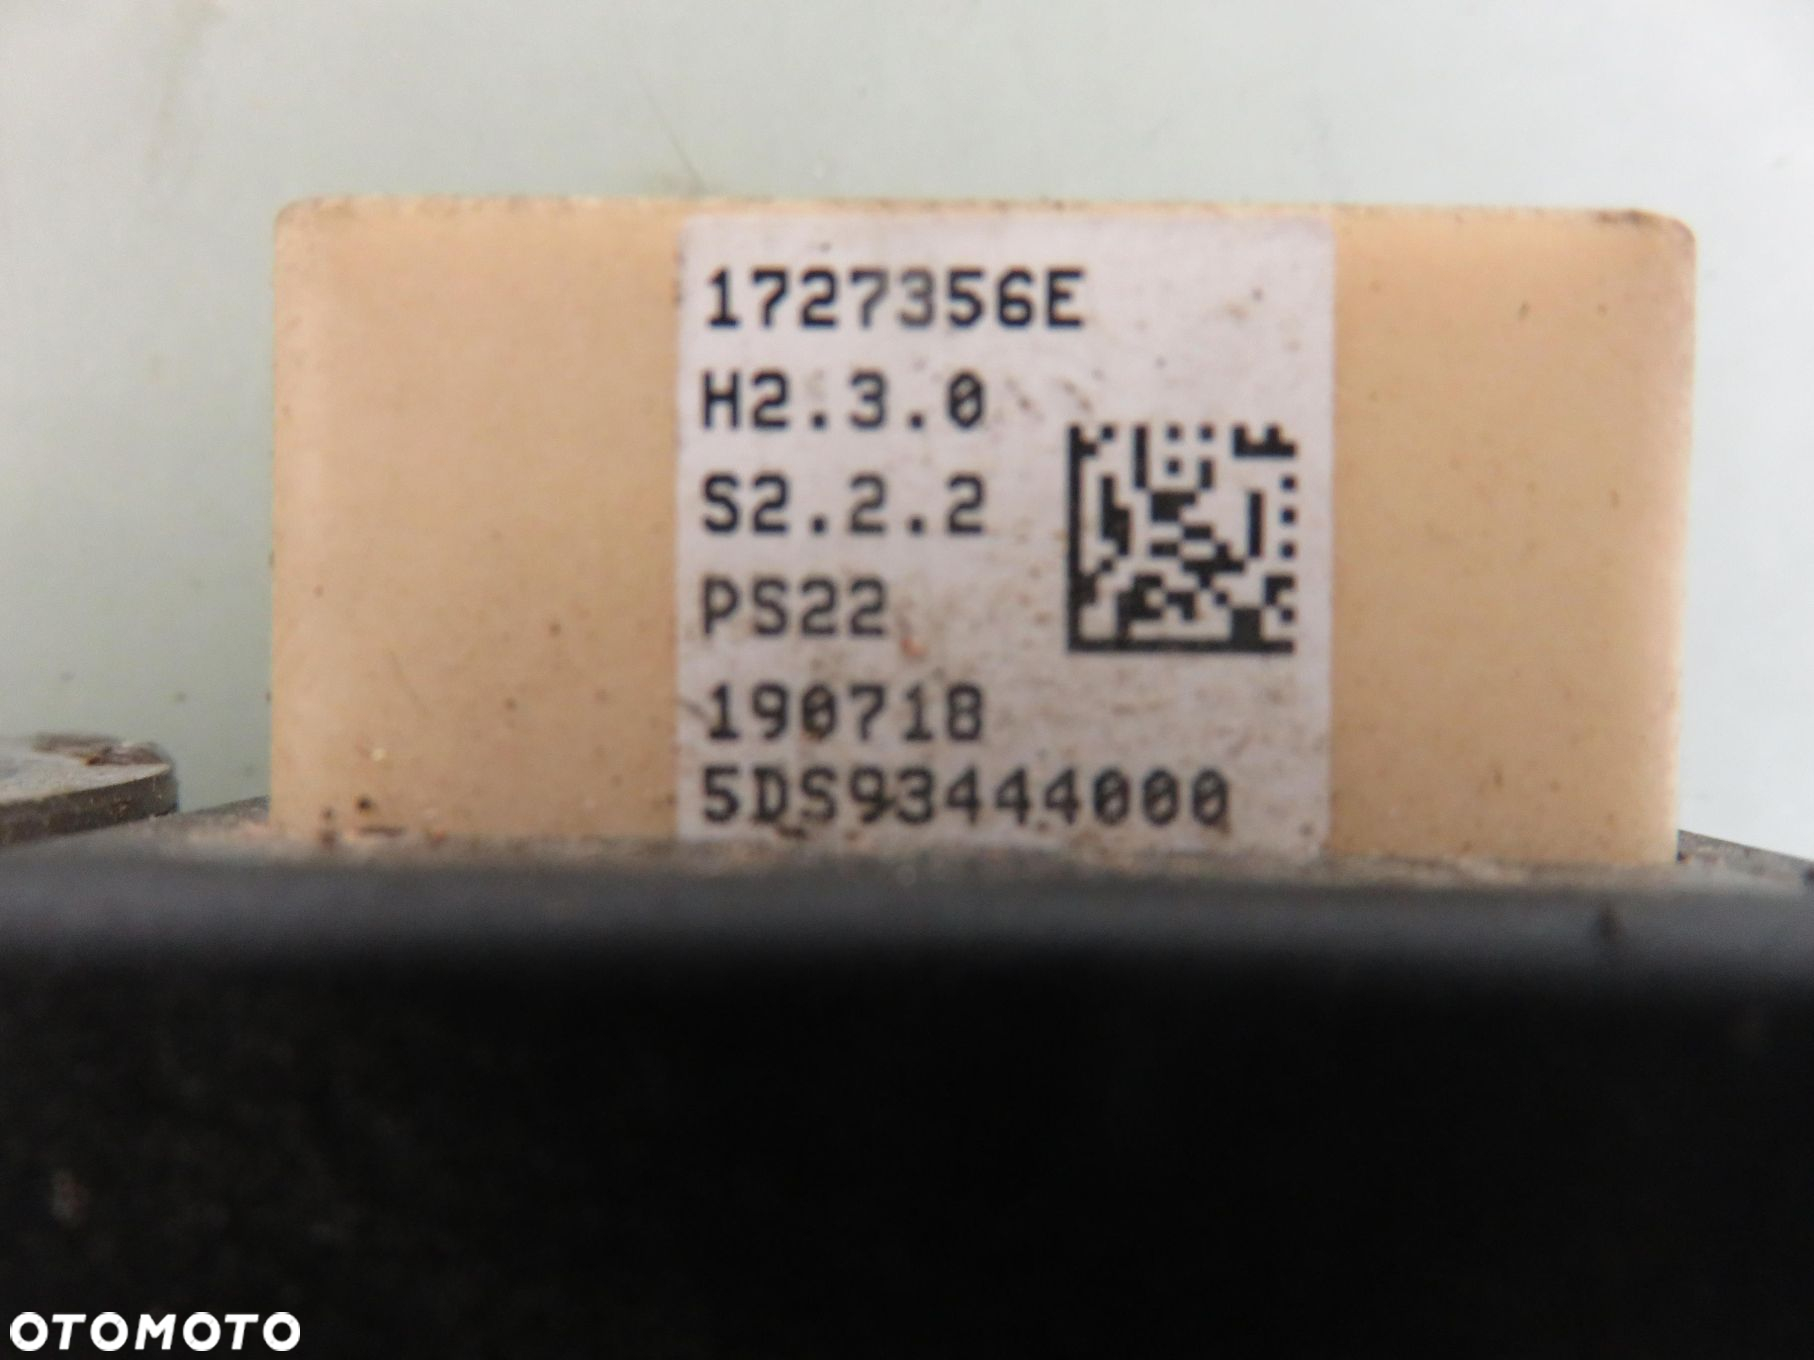 1727356E
H2.3.0
S2.2.2
PS22
190718
5DS93444000
OTOMOTO